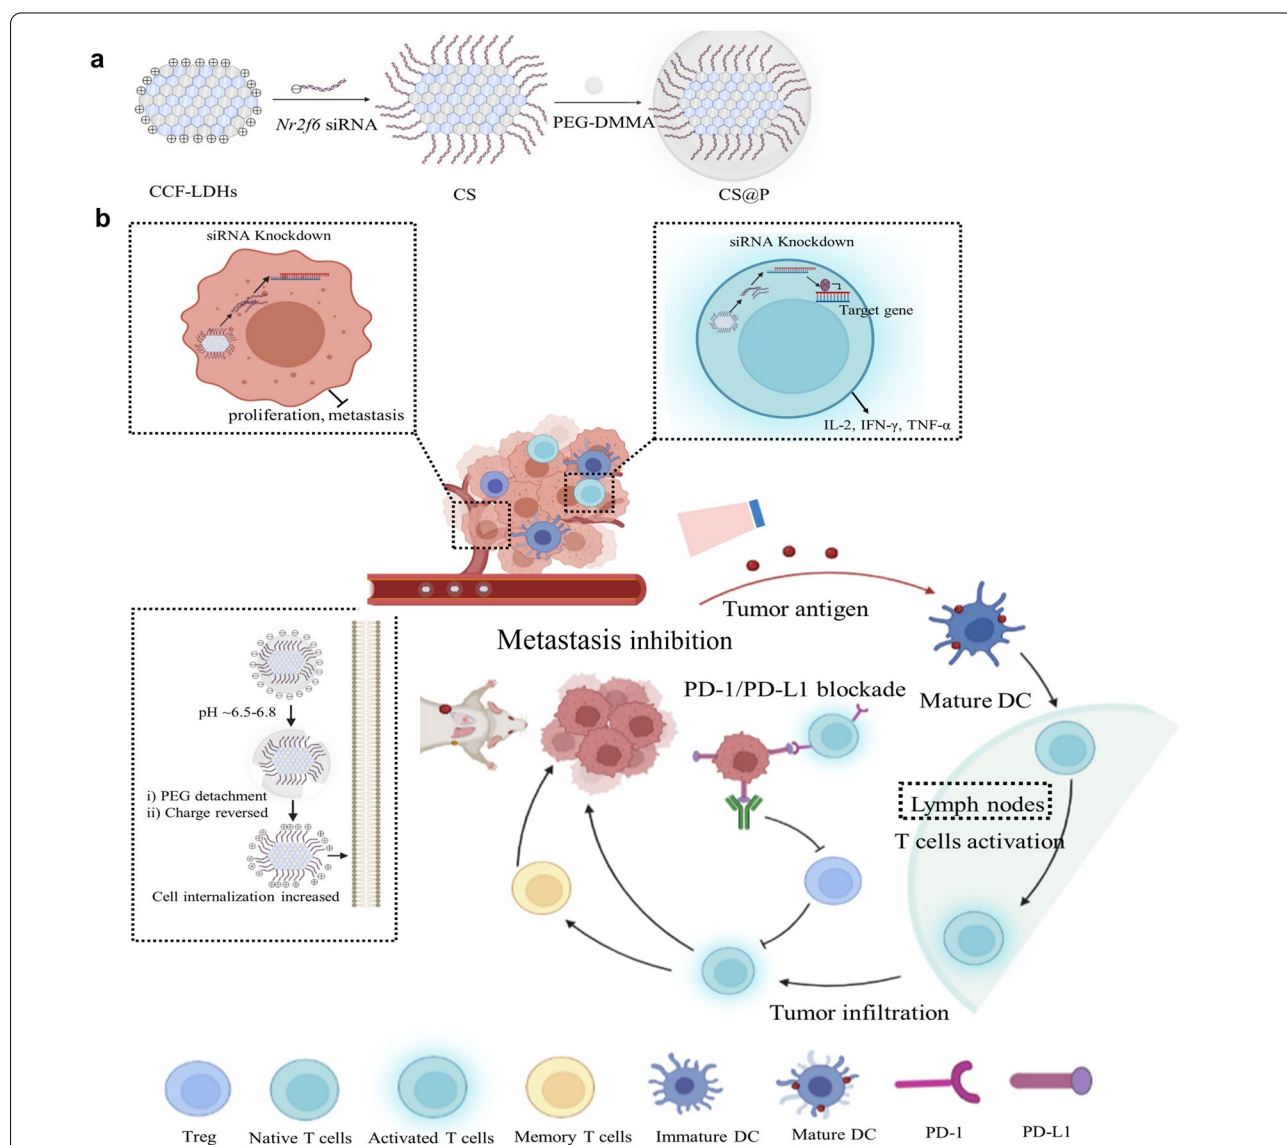 a
Nr2f6 siRNA
PEG-DMMA
CCF-LDHs
CS
CS@P
b
siRNA Knockdown
proliferation, metastasis
siRNA Knockdown
Target gene
IL-2, IFN-γ, TNF-α
Tumor antigen
Metastasis inhibition
Mature DC
pH ~6.5-6.8
i) PEG detachment
ii) Charge reversed
Cell internalization increased
PD-1/PD-L1 blockade
Lymph nodes
T cells activation
Tumor infiltration
Treg
Native T cells
Activated T cells
Memory T cells
Immature DC
Mature DC
PD-1
PD-L1